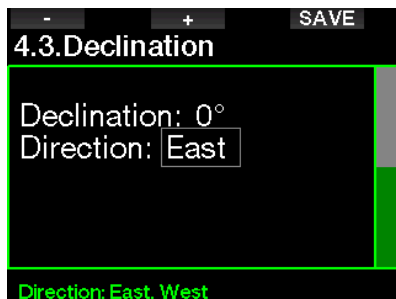 - + SAVE
4.3.Declination
Declination: 0°
Direction: East
Direction: East, West